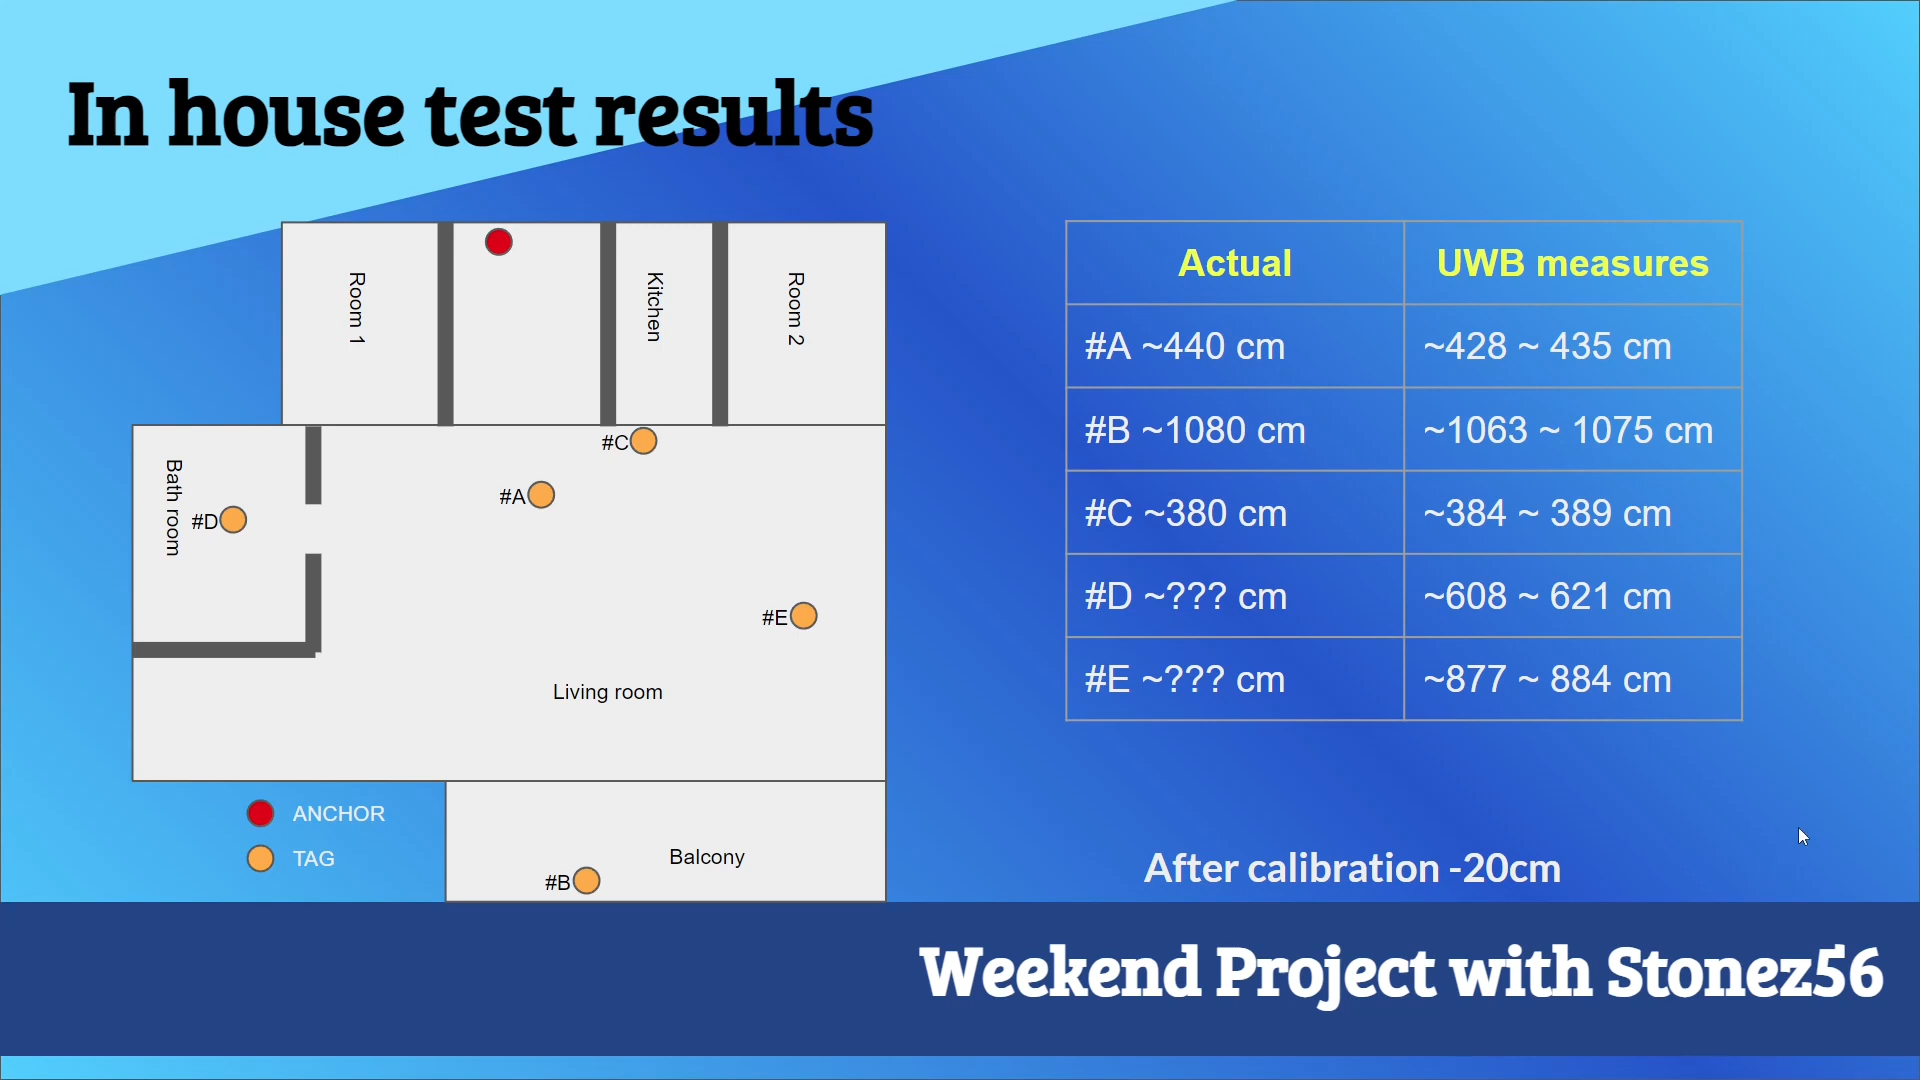 In house test results
Room 1
Kitchen
Room 2
#C
#A
Bath room
#D
#E
Living room
ANCHOR
TAG
Balcony
#B
Actual
UWB measures
#A ~440 cm
~428 ~ 435 cm
#B ~1080 cm
~1063 ~ 1075 cm
#C ~380 cm
~384 ~ 389 cm
#D ~??? cm
~608 ~ 621 cm
#E ~??? cm
~877 ~ 884 cm
After calibration -20cm
Weekend Project with Stonez56